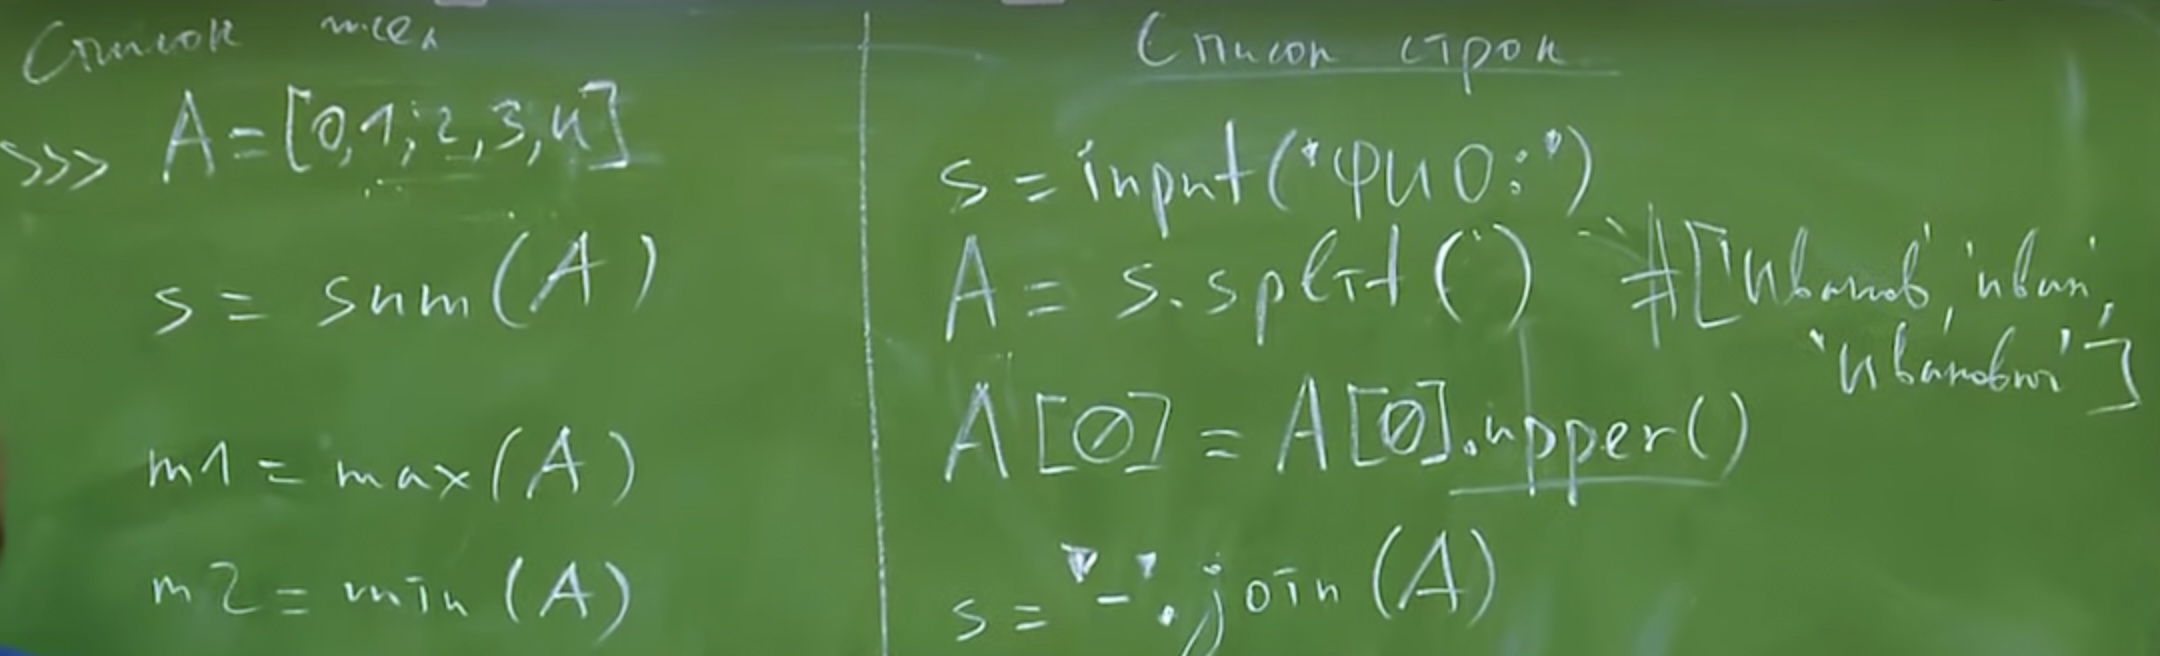 Список чисел
>>> A=[0,1,2,3,4]
s = sum(A)
m1 = max(A)
m2 = min(A)
Список строк
s = input('ФИО:')
A = s.split() #['Иванов', 'Иван',
'Иванович']
A[0] = A[0].upper()
s = '-'.join(A)